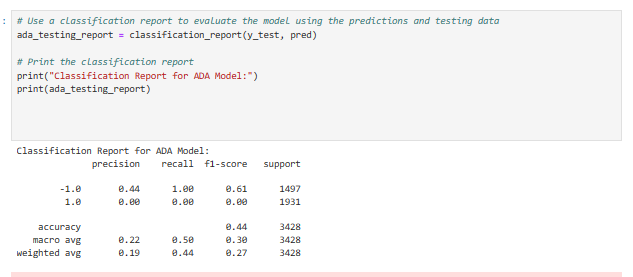 : # Use a classification report to evaluate the model using the predictions and testing data
ada_testing_report = classification_report(y_test, pred)
# Print the classification report
print("Classification Report for ADA Model:")
print(ada_testing_report)
Classification Report for ADA Model:
precision recall f1-score support
-1.0 0.44 1.00 0.61 1497
1.0 0.00 0.00 0.00 1931
accuracy 0.44 3428
macro avg 0.22 0.50 0.30 3428
weighted avg 0.19 0.44 0.27 3428